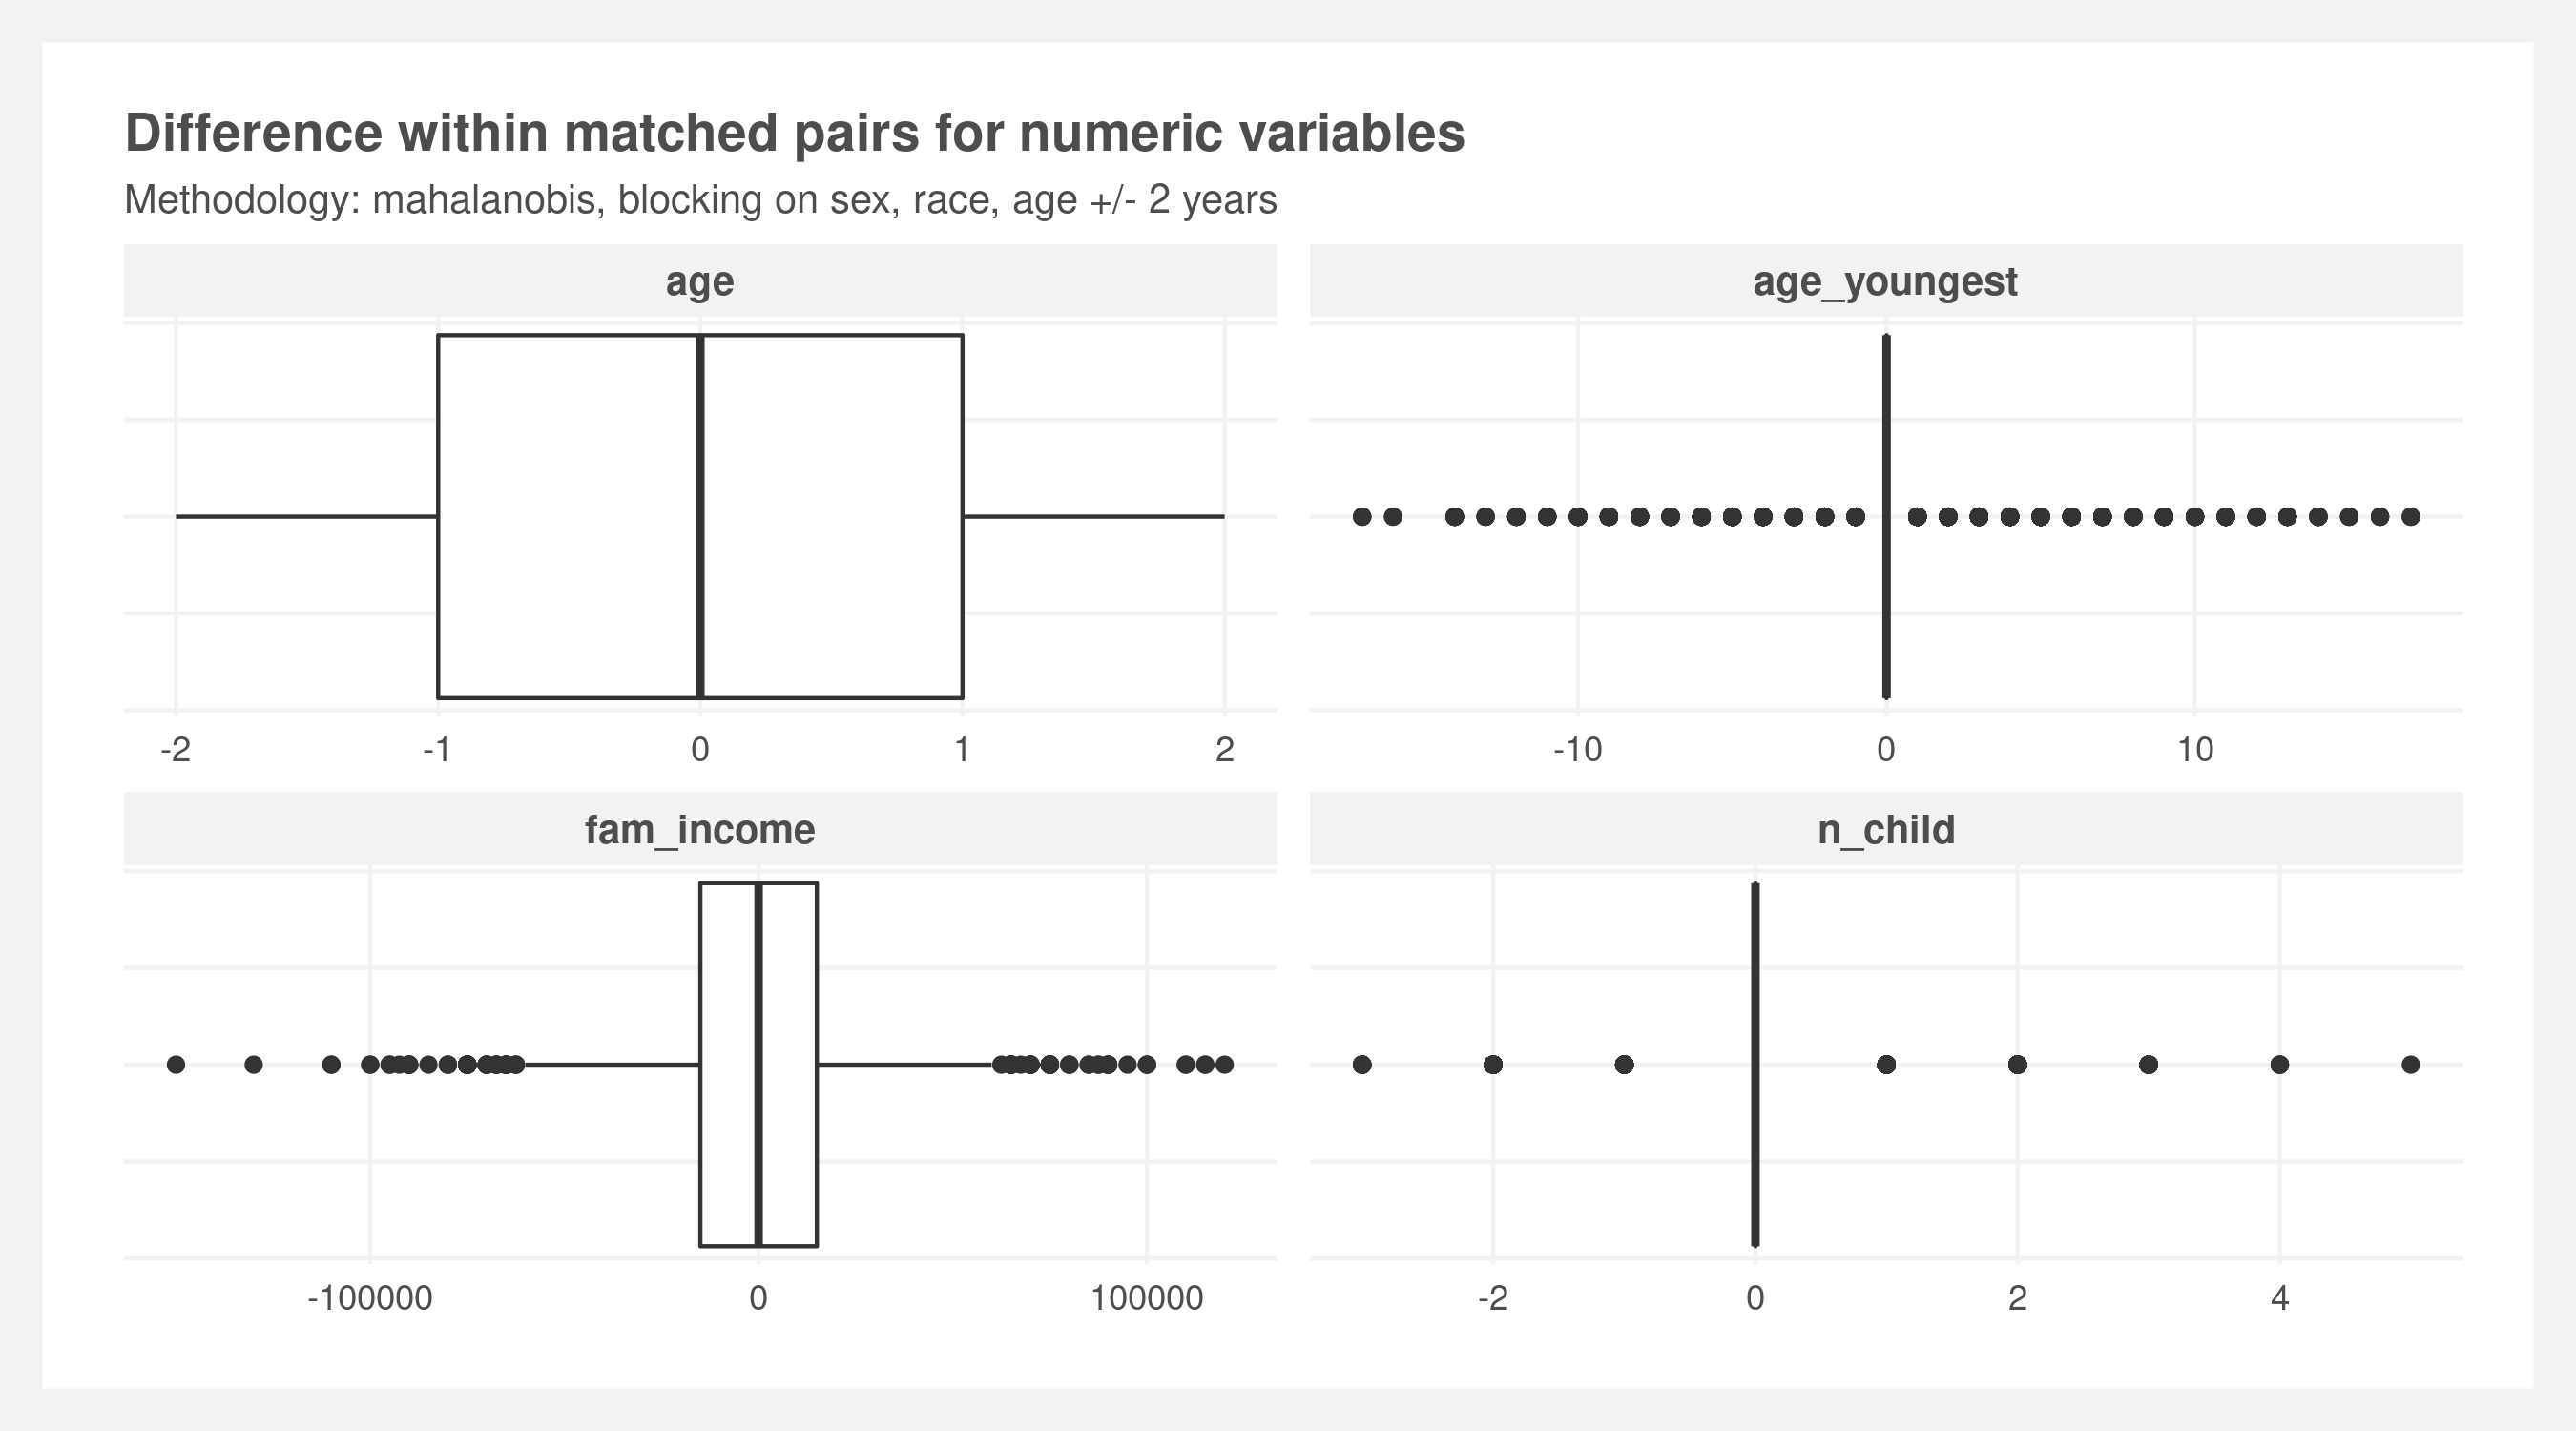 Difference within matched pairs for numeric variables
Methodology: mahalanobis, blocking on sex, race, age +/- 2 years
age
age_youngest
-2 -1 0 1 2
-10 0 10
fam_income
n_child
-100000 0 100000
-2 0 2 4